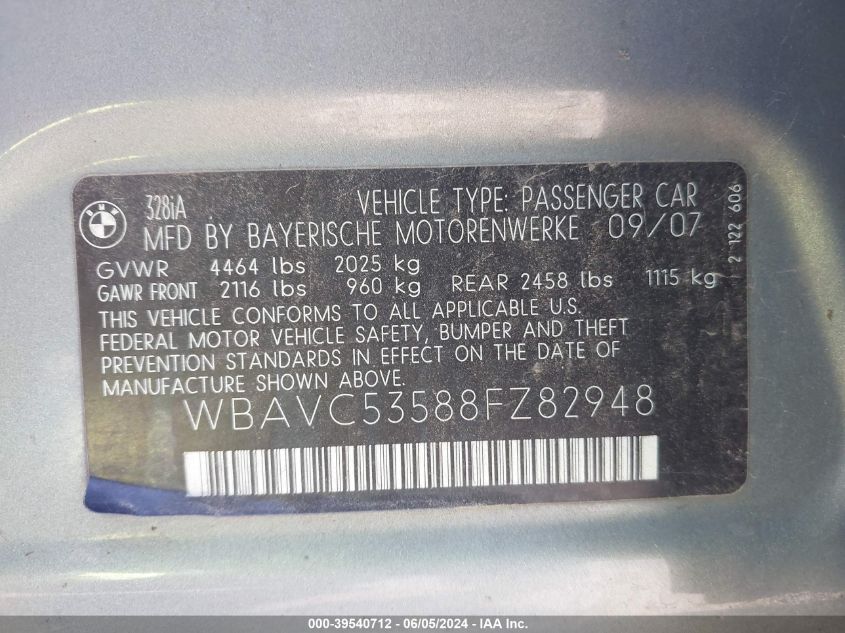 BMW
328iA
VEHICLE TYPE: PASSENGER CAR
MFD BY BAYERISCHE MOTORENWERKE 09/07
GVWR 4464 lbs 2025 kg
GAWR FRONT 2116 lbs 960 kg REAR 2458 lbs 1115 kg
THIS VEHICLE CONFORMS TO ALL APPLICABLE U.S.
FEDERAL MOTOR VEHICLE SAFETY, BUMPER AND THEFT
PREVENTION STANDARDS IN EFFECT ON THE DATE OF
MANUFACTURE SHOWN ABOVE.
WBAVC53588FZ82948
2 122 606
000-39540712 - 06/05/2024 - IAA Inc.